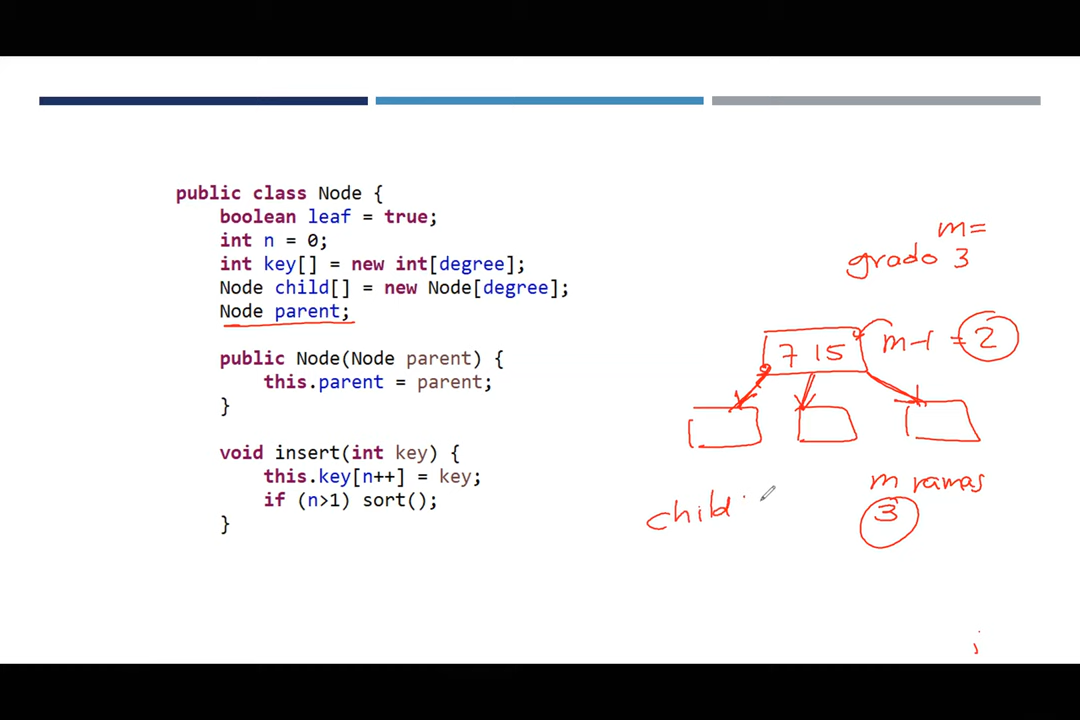 public class Node {
boolean leaf = true;
int n = 0;
int key[] = new int[degree];
Node child[] = new Node[degree];
Node parent;
public Node(Node parent) {
this.parent = parent;
}
void insert(int key) {
this.key[n++] = key;
if (n>1) sort();
}
m=
grado 3
7 15
m-1 = 2
m ramas
3
child
i